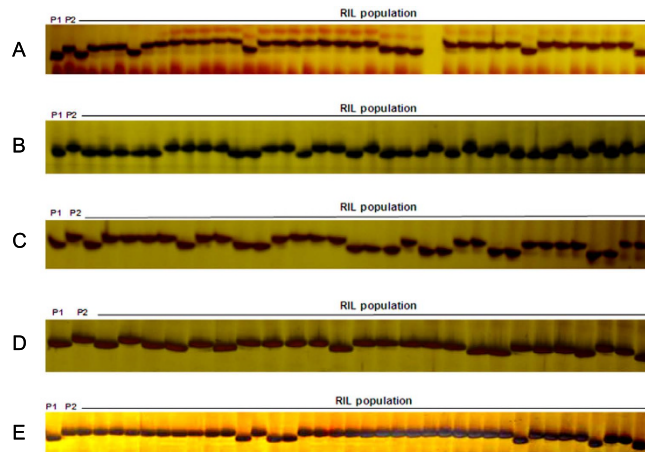 RIL population
P1 P2
A
RIL population
P1 P2
B
RIL population
P1 P2
C
RIL population
P1 P2
D
RIL population
P1 P2
E